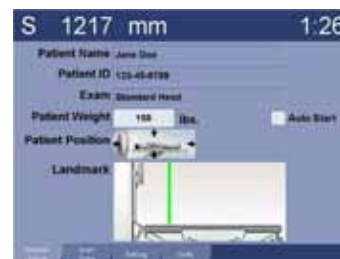 S 1217 mm 1:26
Patient Name Jane Doe
Patient ID 123-45-6789
Exam Standard Head
Patient Weight 150 lbs. Auto Start
Patient Position
Landmark